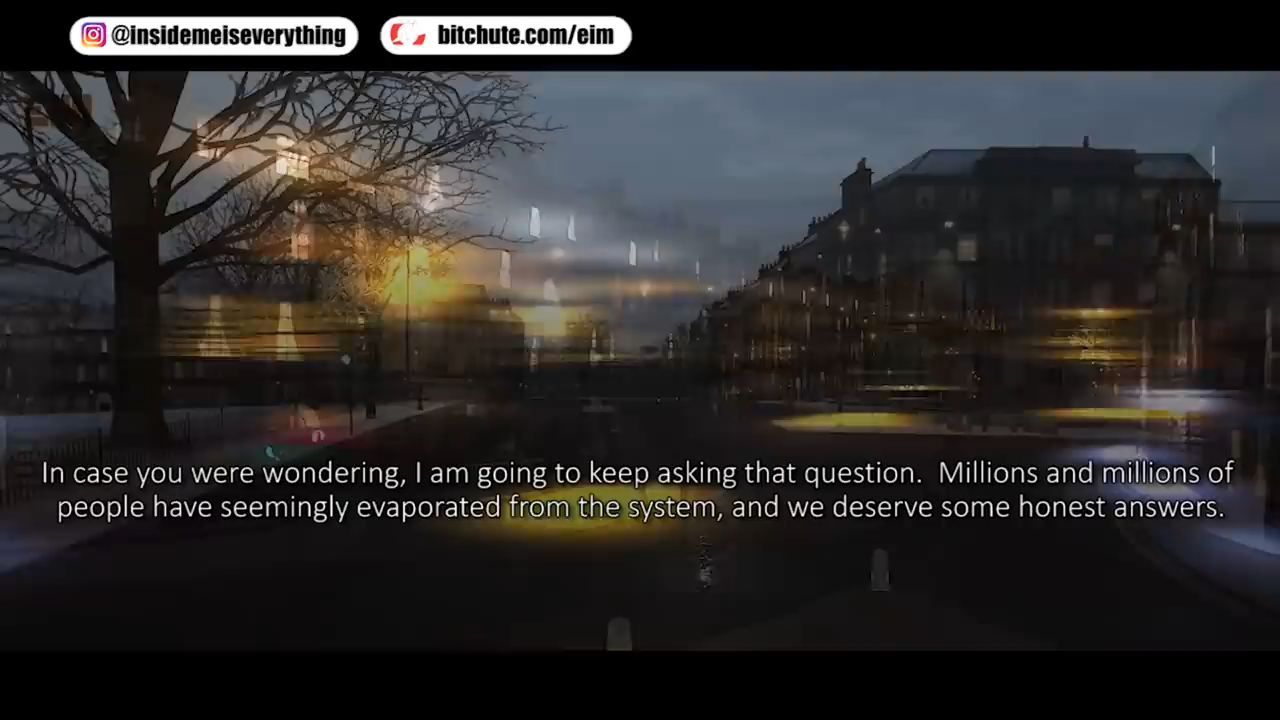 @insidemeiseverything
bitchute.com/eim
In case you were wondering, I am going to keep asking that question.  Millions and millions of
people have seemingly evaporated from the system, and we deserve some honest answers.